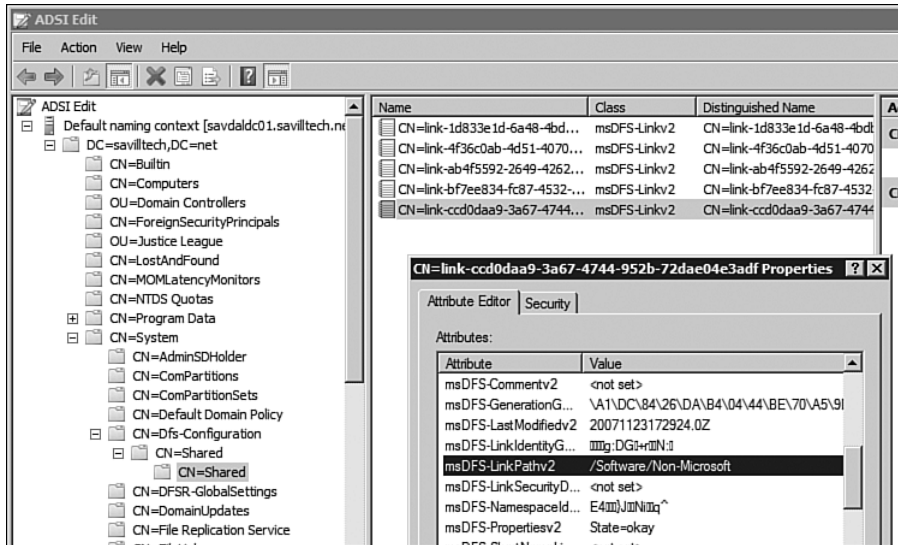 ADSI Edit
File Action View Help
ADSI Edit
Default naming context [savdaldc01.savilltech.ne
DC=savilltech,DC=net
CN=Builtin
CN=Computers
OU=Domain Controllers
CN=ForeignSecurityPrincipals
OU=Justice League
CN=LostAndFound
CN=MOMLatencyMonitors
CN=NTDS Quotas
CN=Program Data
CN=System
CN=AdminSDHolder
CN=ComPartitions
CN=ComPartitionSets
CN=Default Domain Policy
CN=Dfs-Configuration
CN=Shared
CN=Shared
CN=DFSR-GlobalSettings
CN=DomainUpdates
CN=File Replication Service
Name Class Distinguished Name
CN=link-1d833e1d-6a48-4bd... msDFS-Linkv2 CN=link-1d833e1d-6a48-4bdb
CN=link-4f36c0ab-4d51-4070... msDFS-Linkv2 CN=link-4f36c0ab-4d51-4070
CN=link-ab4f5592-2649-4262... msDFS-Linkv2 CN=link-ab4f5592-2649-4262
CN=link-bf7ee834-fc87-4532-... msDFS-Linkv2 CN=link-bf7ee834-fc87-4532
CN=link-ccd0daa9-3a67-4744... msDFS-Linkv2 CN=link-ccd0daa9-3a67-4744
CN=link-ccd0daa9-3a67-4744-952b-72dae04e3adf Properties
Attribute Editor Security
Attributes:
Attribute Value
msDFS-Commentv2 <not set>
msDFS-GenerationG... \A1\DC\84\26\DA\B4\04\44\BE\70\A5\9
msDFS-LastModifiedv2 20071123172924.0Z
msDFS-LinkIdentityG...
msDFS-LinkPathv2 /Software/Non-Microsoft
msDFS-LinkSecurityD... <not set>
msDFS-NamespaceId...
msDFS-Propertiesv2 State=okay